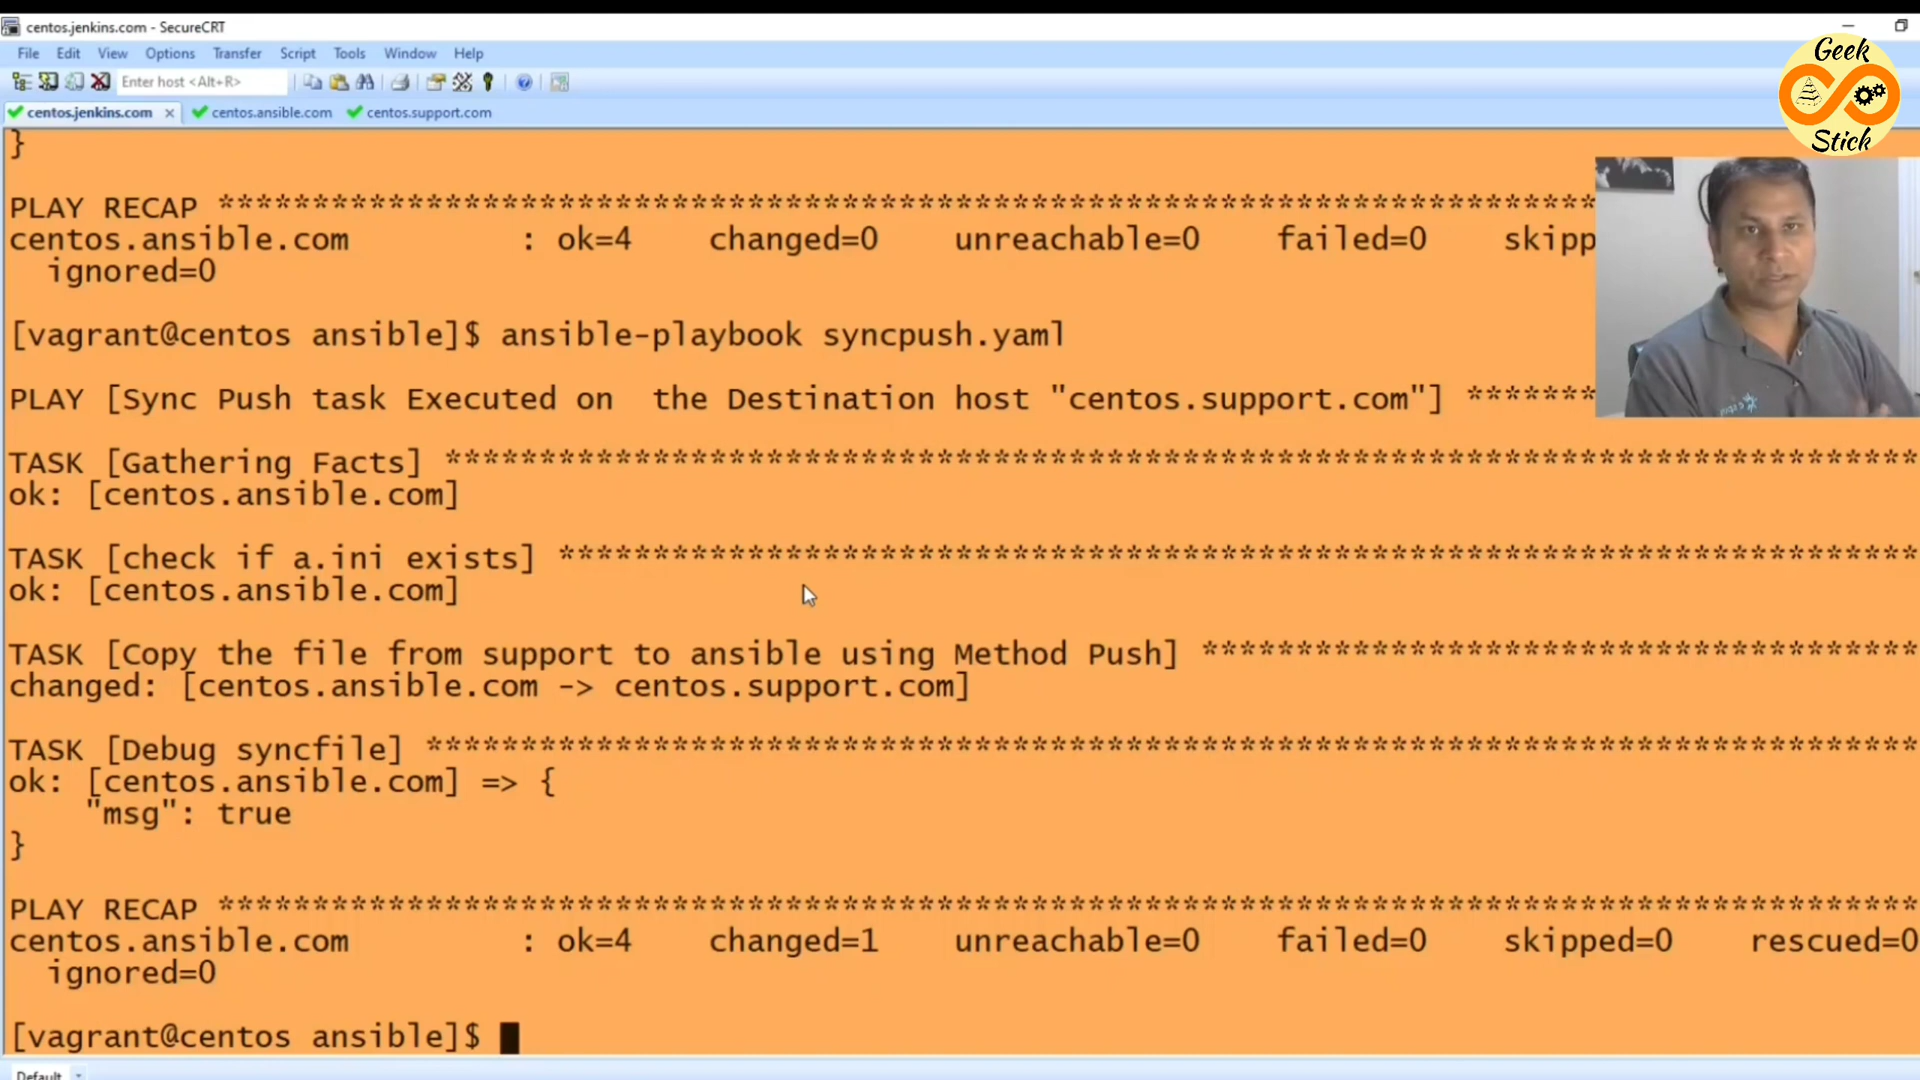 centos.jenkins.com - SecureCRT
File Edit View Options Transfer Script Tools Window Help
Enter host <Alt+R>
centos.jenkins.com centos.ansible.com centos.support.com
Geek
Stick
}
PLAY RECAP ******************************************************************
centos.ansible.com : ok=4 changed=0 unreachable=0 failed=0 skipp
ignored=0
[vagrant@centos ansible]$ ansible-playbook syncpush.yaml
PLAY [Sync Push task Executed on the Destination host "centos.support.com"] *******
TASK [Gathering Facts] ******************************************************************************
ok: [centos.ansible.com]
TASK [check if a.ini exists] ************************************************************************
ok: [centos.ansible.com]
TASK [Copy the file from support to ansible using Method Push] **************************************
changed: [centos.ansible.com -> centos.support.com]
TASK [Debug syncfile] *******************************************************************************
ok: [centos.ansible.com] => {
"msg": true
}
PLAY RECAP ******************************************************************************************
centos.ansible.com : ok=4 changed=1 unreachable=0 failed=0 skipped=0 rescued=0
ignored=0
[vagrant@centos ansible]$
Default